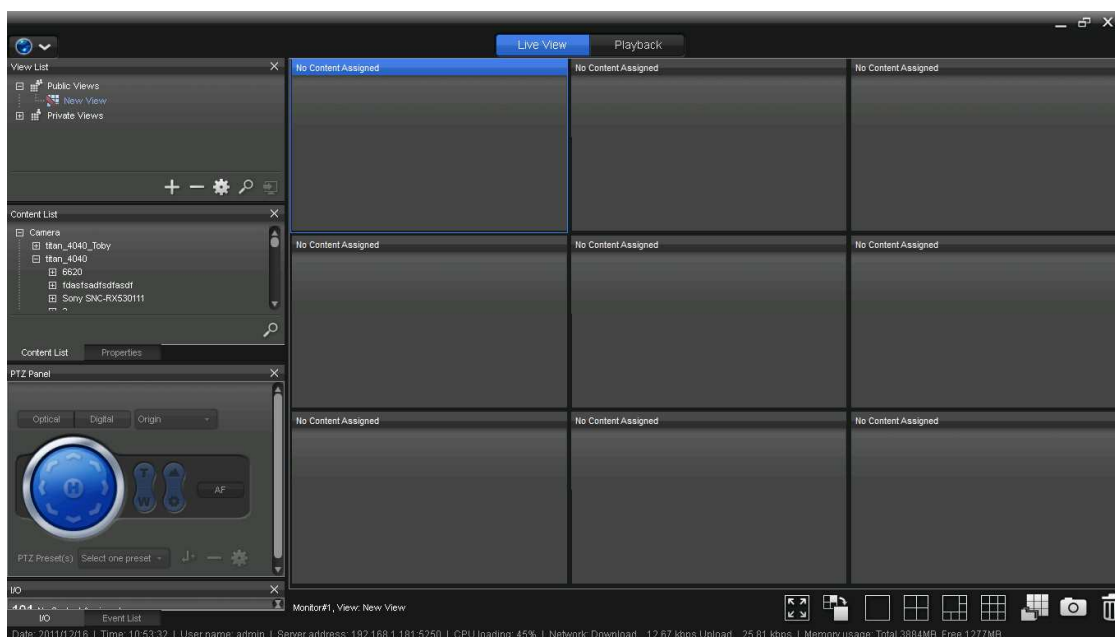 Live View
Playback
View List
Public Views
New View
Private Views
Content List
Camera
titan_4040_Toby
titan_4040
6620
fdasfsadfsdfasdf
Sony SNC-RX530111
Content List
Properties
PTZ Panel
Optical
Digital
Origin
T
W
H
AF
PTZ Preset(s)
Select one preset
I/O
I/O
Event List
No Content Assigned
No Content Assigned
No Content Assigned
No Content Assigned
No Content Assigned
No Content Assigned
No Content Assigned
No Content Assigned
No Content Assigned
Monitor#1, View: New View
Date: 2011/12/16 | Time: 10:53:32 | User name: admin | Server address: 192.168.1.181:5250 | CPU loading: 45% | Network: Download 12.67 kbps Upload 25.81 kbps | Memory usage: Total 3884MB, Free 1277MB